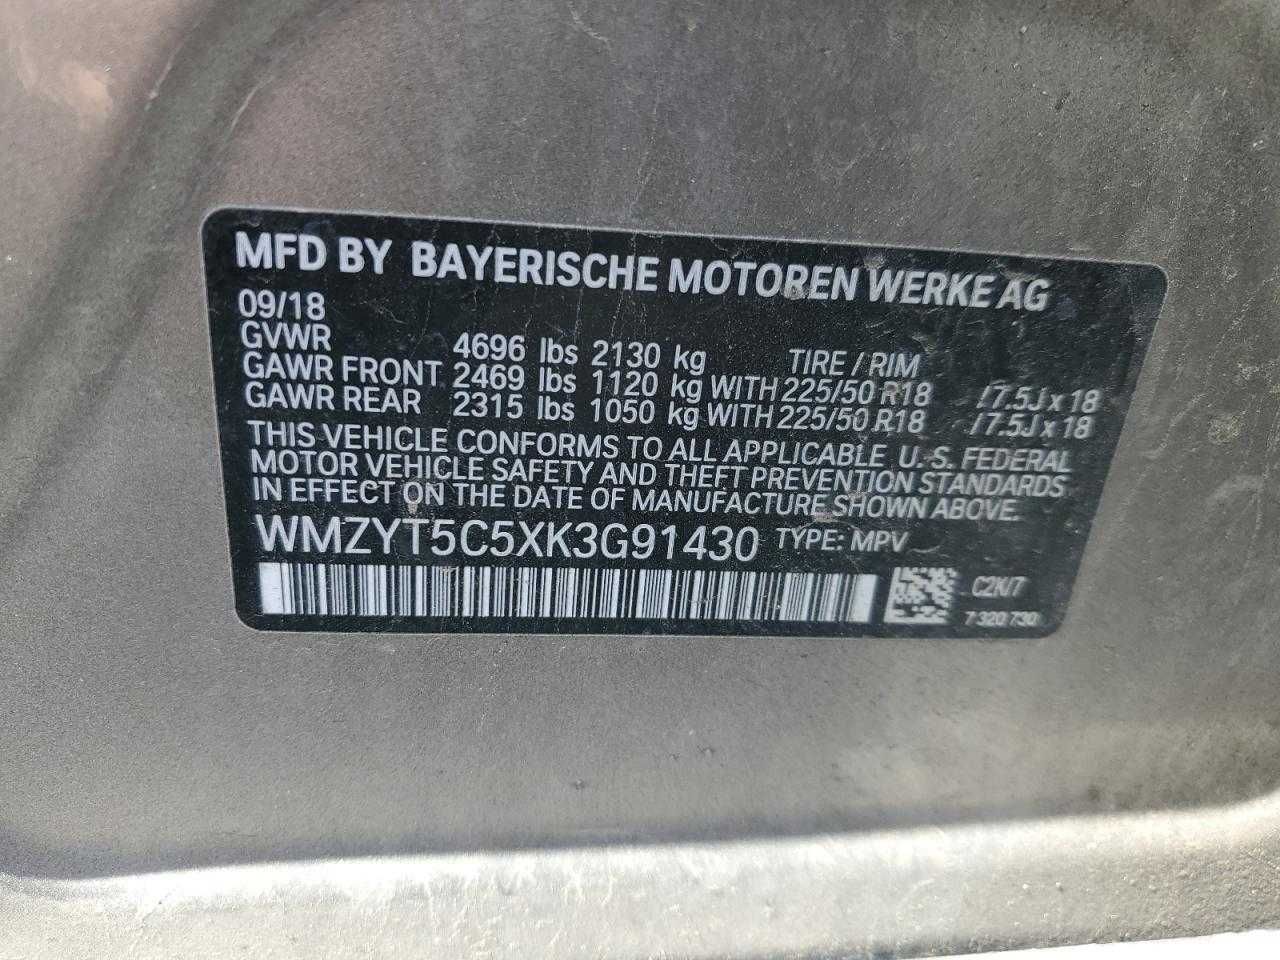 MFD BY BAYERISCHE MOTOREN WERKE AG
09/18
GVWR 4696 lbs 2130 kg TIRE / RIM
GAWR FRONT 2469 lbs 1120 kg WITH 225/50 R18 / 7.5J x 18
GAWR REAR 2315 lbs 1050 kg WITH 225/50 R18 / 7.5J x 18
THIS VEHICLE CONFORMS TO ALL APPLICABLE U. S. FEDERAL
MOTOR VEHICLE SAFETY AND THEFT PREVENTION STANDARDS
IN EFFECT ON THE DATE OF MANUFACTURE SHOWN ABOVE.
WMZYT5C5XK3G91430 TYPE: MPV
C2K/7
7 320 730